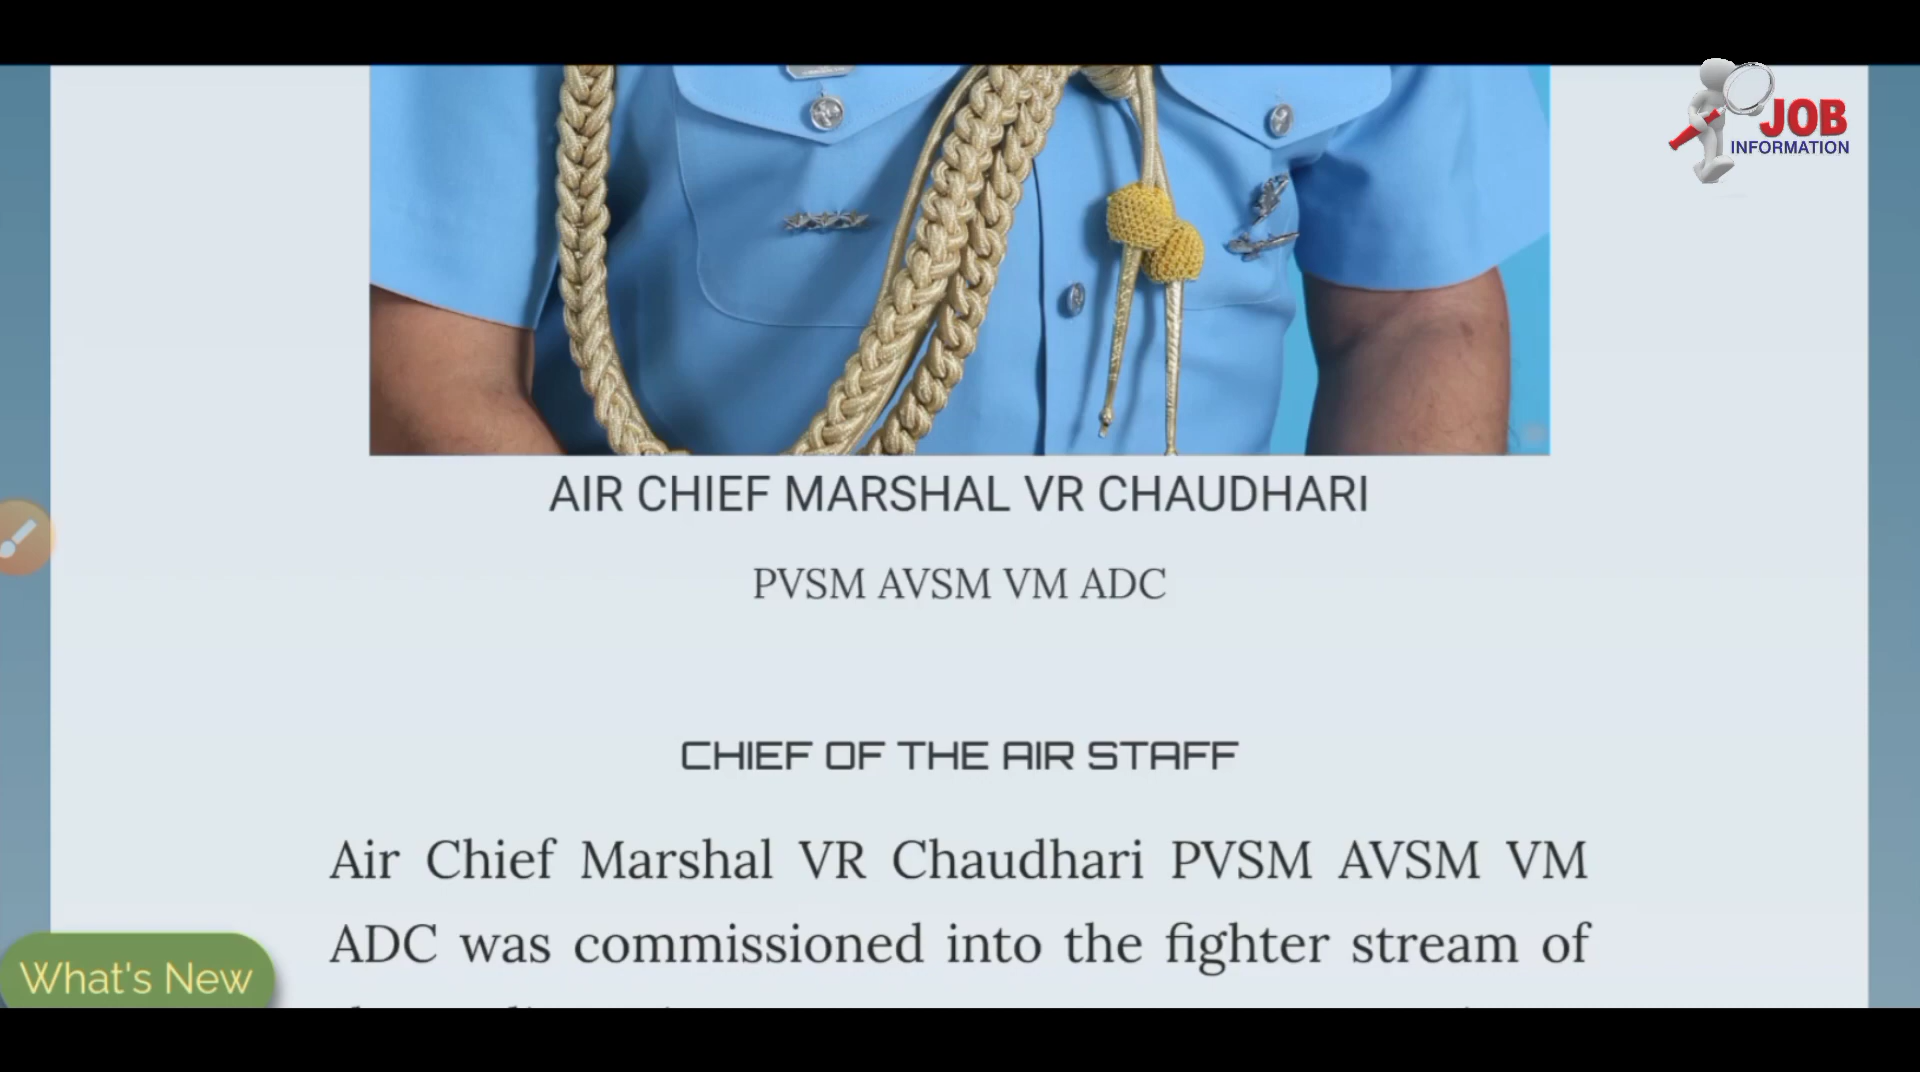 JOB
INFORMATION
AIR CHIEF MARSHAL VR CHAUDHARI
PVSM AVSM VM ADC
CHIEF OF THE AIR STAFF
Air Chief Marshal VR Chaudhari PVSM AVSM VM
ADC was commissioned into the fighter stream of
What's New